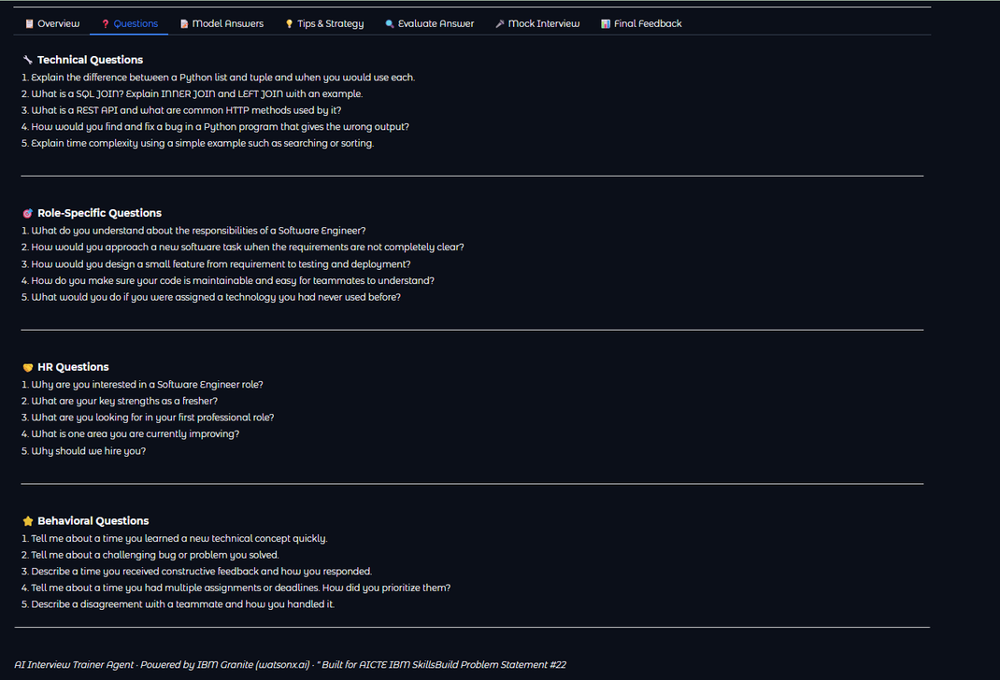 Overview Questions Model Answers Tips & Strategy Evaluate Answer Mock Interview Final Feedback
Technical Questions
1. Explain the difference between a Python list and tuple and when you would use each.
2. What is a SQL JOIN? Explain INNER JOIN and LEFT JOIN with an example.
3. What is a REST API and what are common HTTP methods used by it?
4. How would you find and fix a bug in a Python program that gives the wrong output?
5. Explain time complexity using a simple example such as searching or sorting.
Role-Specific Questions
1. What do you understand about the responsibilities of a Software Engineer?
2. How would you approach a new software task when the requirements are not completely clear?
3. How would you design a small feature from requirement to testing and deployment?
4. How do you make sure your code is maintainable and easy for teammates to understand?
5. What would you do if you were assigned a technology you had never used before?
HR Questions
1. Why are you interested in a Software Engineer role?
2. What are your key strengths as a fresher?
3. What are you looking for in your first professional role?
4. What is one area you are currently improving?
5. Why should we hire you?
Behavioral Questions
1. Tell me about a time you learned a new technical concept quickly.
2. Tell me about a challenging bug or problem you solved.
3. Describe a time you received constructive feedback and how you responded.
4. Tell me about a time you had multiple assignments or deadlines. How did you prioritize them?
5. Describe a disagreement with a teammate and how you handled it.
AI Interview Trainer Agent · Powered by IBM Granite (watsonx.ai) · " Built for AICTE IBM SkillsBuild Problem Statement #22